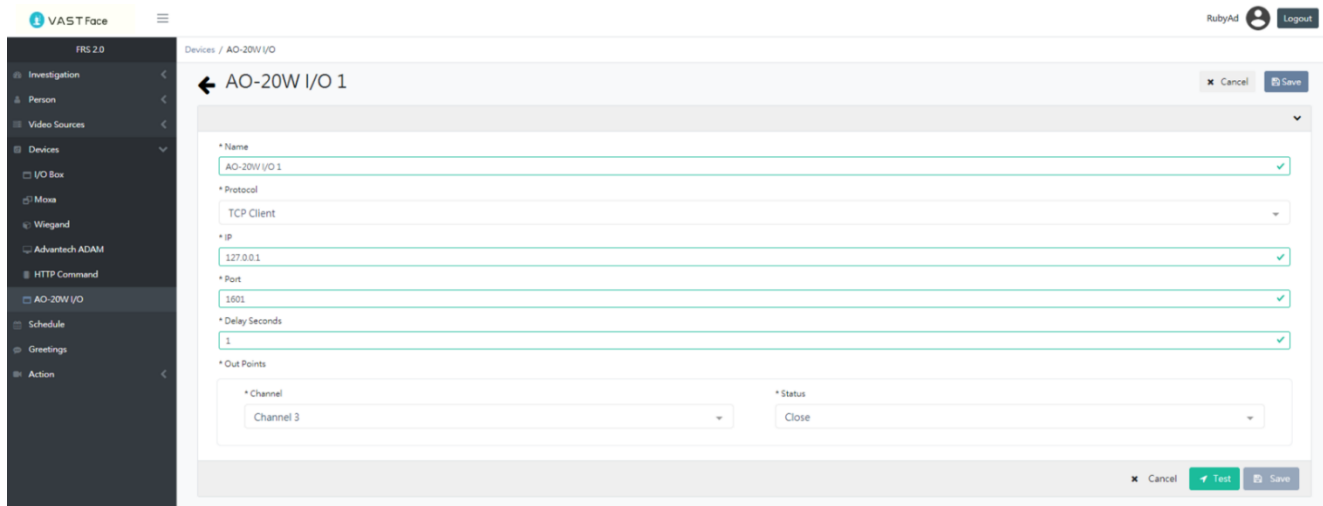 VAST Face
RubyAd
Logout
FRS 2.0
Devices / AO-20W I/O
Investigation
Person
Video Sources
Devices
I/O Box
Moxa
Wiegand
Advantech ADAM
HTTP Command
AO-20W I/O
Schedule
Greetings
Action
AO-20W I/O 1
Cancel
Save
* Name
AO-20W I/O 1
* Protocol
TCP Client
* IP
127.0.0.1
* Port
1601
* Delay Seconds
1
* Out Points
* Channel
* Status
Channel 3
Close
Cancel
Test
Save